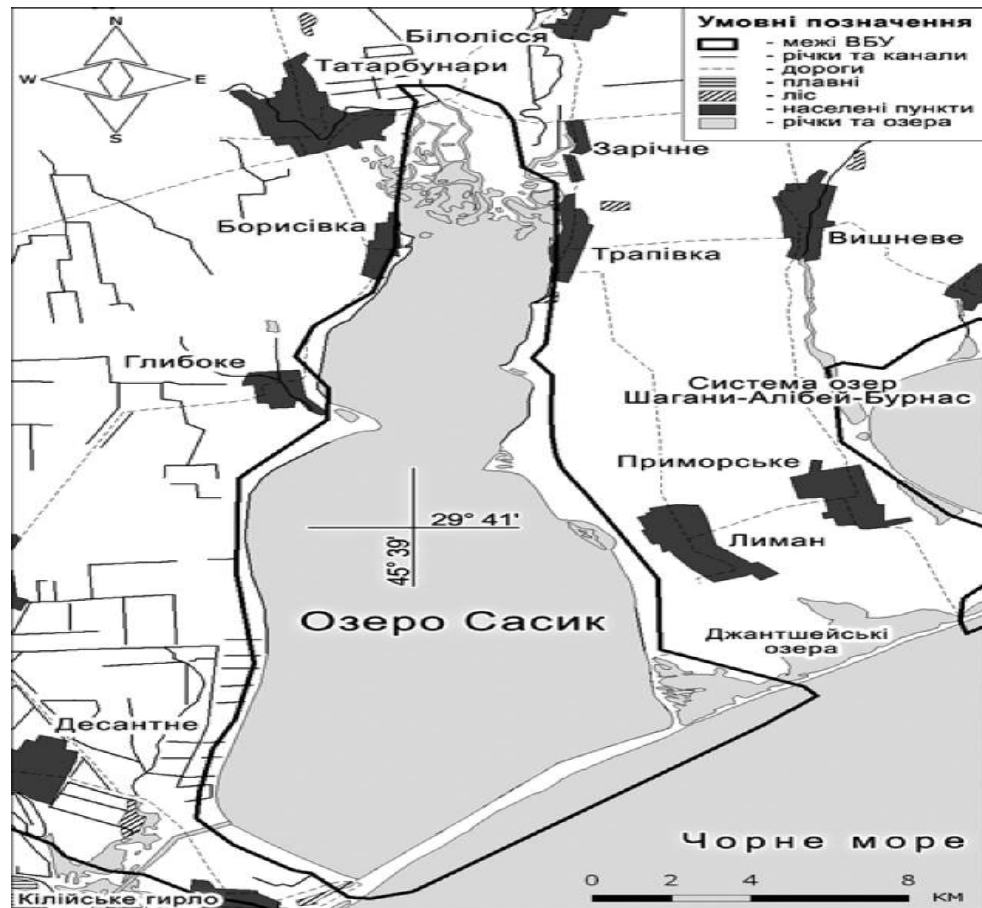 N
W
E
S
Умовні позначення
- межі ВБУ
- річки та канали
- дороги
- плавні
- ліс
- населені пункти
- річки та озера
Білолісся
Татарбунари
Зарічне
Борисівка
Трапівка
Вишневе
Глибоке
Система озер
Шагани-Алібей-Бурнас
Приморське
29° 41'
45° 39'
Лиман
Озеро Сасик
Джантшейські
озера
Десантне
Чорне море
Кілійське гирло
0 2 4 8
КМ